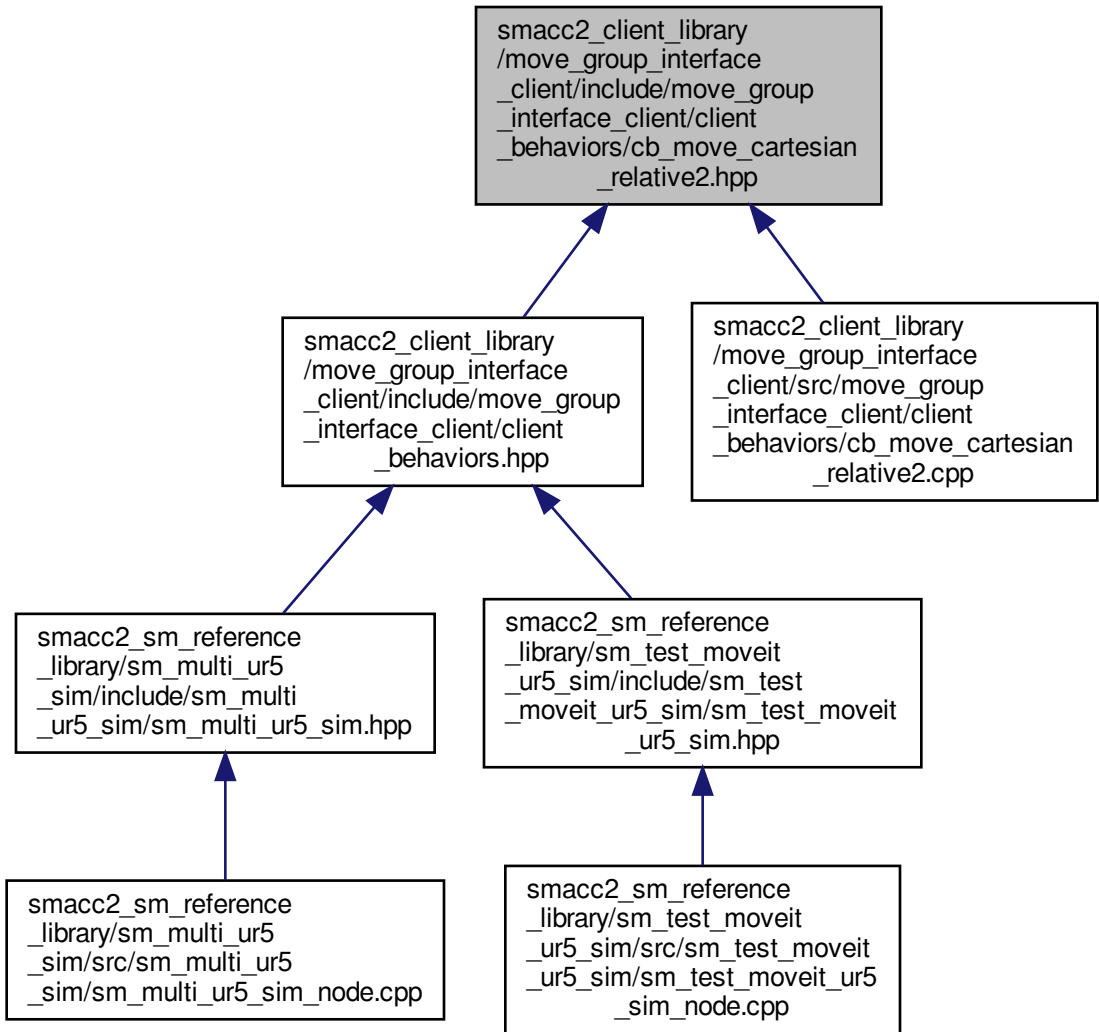 smacc2_client_library
/move_group_interface
_client/include/move_group
_interface_client/client
_behaviors/cb_move_cartesian
_relative2.hpp
smacc2_client_library
/move_group_interface
_client/include/move_group
_interface_client/client
_behaviors.hpp
smacc2_client_library
/move_group_interface
_client/src/move_group
_interface_client/client
_behaviors/cb_move_cartesian
_relative2.cpp
smacc2_sm_reference
_library/sm_multi_ur5
_sim/include/sm_multi
_ur5_sim/sm_multi_ur5_sim.hpp
smacc2_sm_reference
_library/sm_test_moveit
_ur5_sim/include/sm_test
_moveit_ur5_sim/sm_test_moveit
_ur5_sim.hpp
smacc2_sm_reference
_library/sm_multi_ur5
_sim/src/sm_multi_ur5
_sim/sm_multi_ur5_sim_node.cpp
smacc2_sm_reference
_library/sm_test_moveit
_ur5_sim/src/sm_test_moveit
_ur5_sim/sm_test_moveit_ur5
_sim_node.cpp